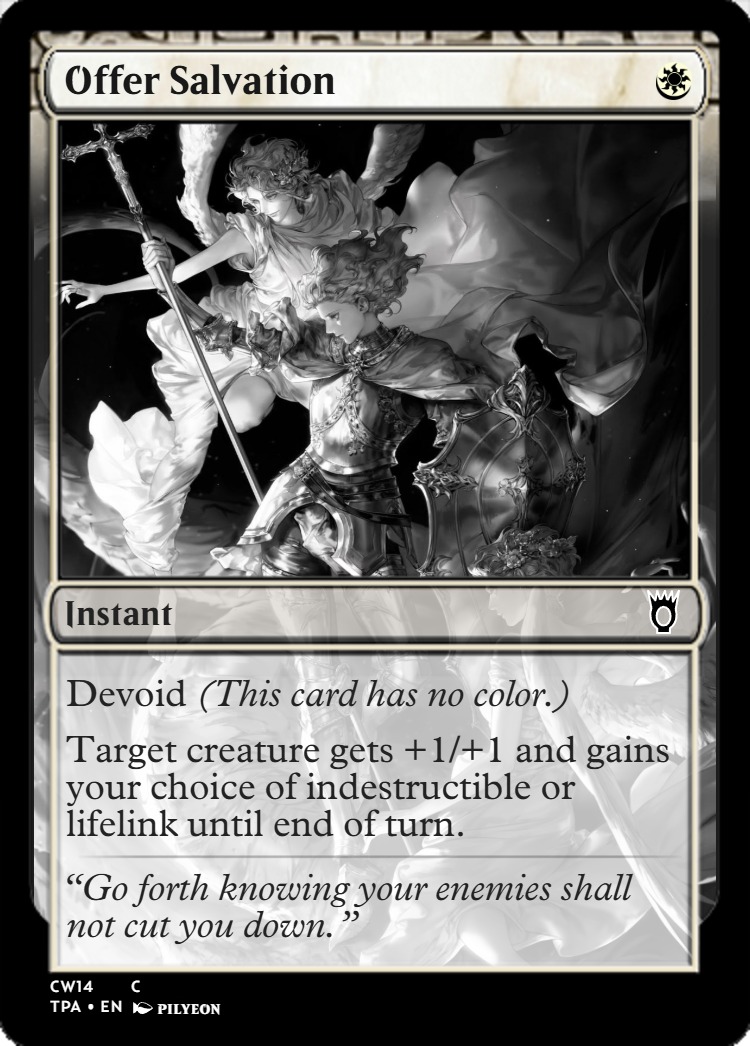 Offer Salvation
Instant
Devoid (This card has no color.)
Target creature gets +1/+1 and gains
your choice of indestructible or
lifelink until end of turn.
“Go forth knowing your enemies shall
not cut you down.”
CW14 C
TPA • EN PILYEON